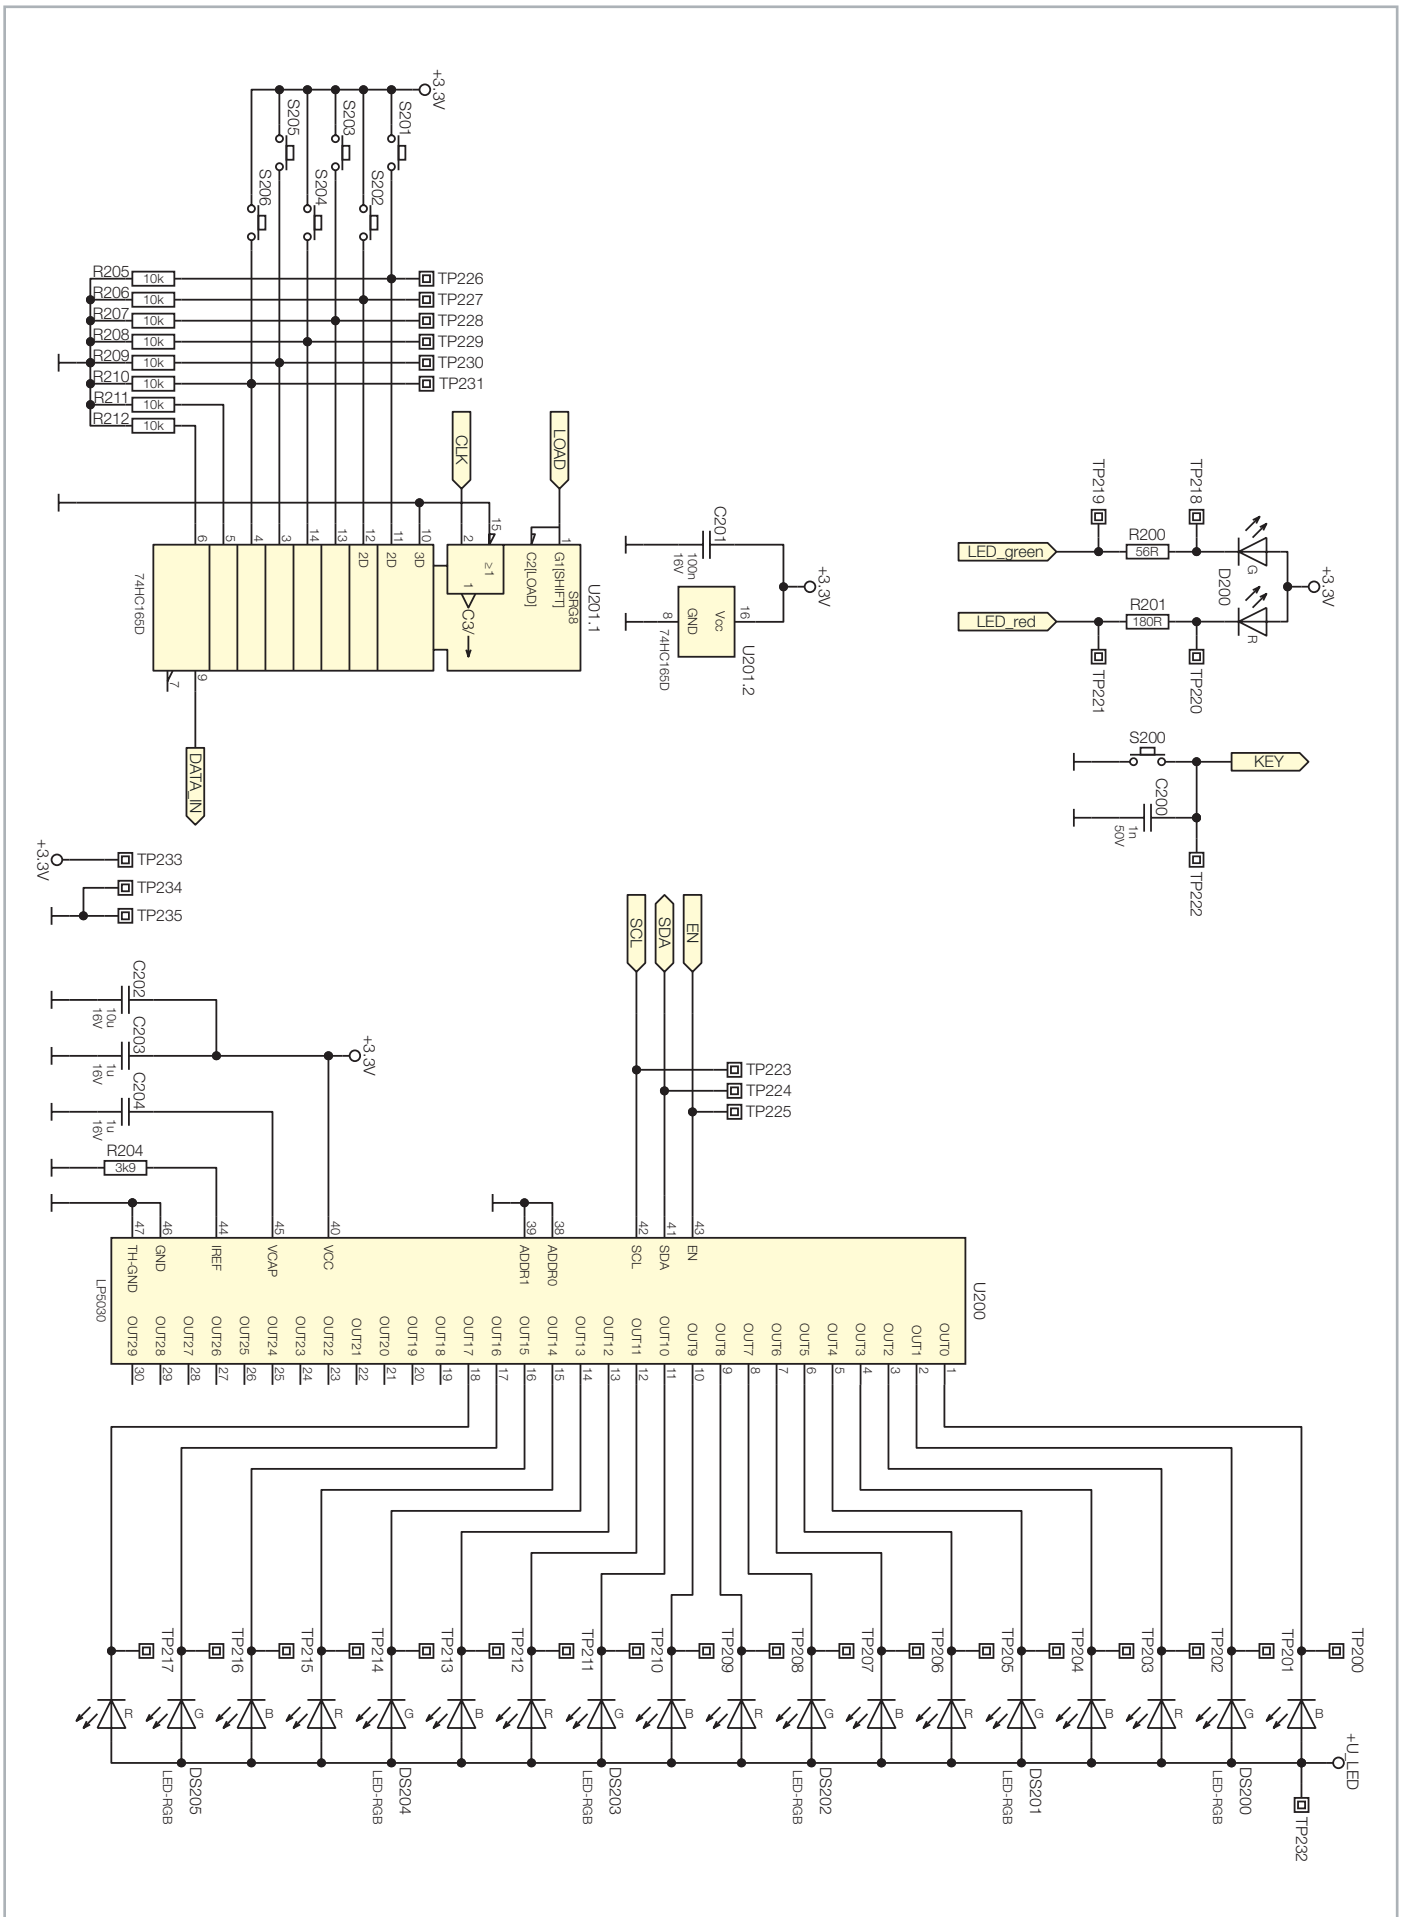 +3.3V
S201
S203
S205
S202
S204
S206
R205
10k
TP226
R206
10k
TP227
R207
10k
TP228
R208
10k
TP229
R209
10k
TP230
R210
10k
TP231
R211
10k
R212
10k
CLK
LOAD
15
1
2
10
11
12
13
14
3
4
5
6
G1[SHIFT]
SRG8
C2[LOAD]
≥1
1
C3/
3D
2D
2D
U201.1
74HC165D
9
7
DATA_IN
C201
100n
16V
+3.3V
16
Vcc
GND
8
U201.2
74HC165D
TP219
TP218
LED_green
R200
56R
G
D200
+3.3V
LED_red
R201
180R
R
TP221
TP220
S200
KEY
C200
1n
50V
TP222
+3.3V
TP233
TP234
TP235
SCL
SDA
EN
TP223
TP224
TP225
C202
10u
16V
C203
1u
16V
C204
1u
16V
+3.3V
R204
3k9
47
46
44
45
40
39
38
42
41
43
TH-GND
GND
IREF
VCAP
VCC
ADDR1
ADDR0
SCL
SDA
EN
U200
LP5030
OUT29
OUT28
OUT27
OUT26
OUT25
OUT24
OUT23
OUT22
OUT21
OUT20
OUT19
OUT18
OUT17
OUT16
OUT15
OUT14
OUT13
OUT12
OUT11
OUT10
OUT9
OUT8
OUT7
OUT6
OUT5
OUT4
OUT3
OUT2
OUT1
OUT0
30
29
28
27
26
25
24
23
22
21
20
19
18
17
16
15
14
13
12
11
10
9
8
7
6
5
4
3
2
1
TP217
TP216
TP215
TP214
TP213
TP212
TP211
TP210
TP209
TP208
TP207
TP206
TP205
TP204
TP203
TP202
TP201
TP200
R
G
B
R
G
B
R
G
B
R
G
B
R
G
B
R
G
B
+U_LED
DS205
LED-RGB
DS204
LED-RGB
DS203
LED-RGB
DS202
LED-RGB
DS201
LED-RGB
DS200
LED-RGB
TP232